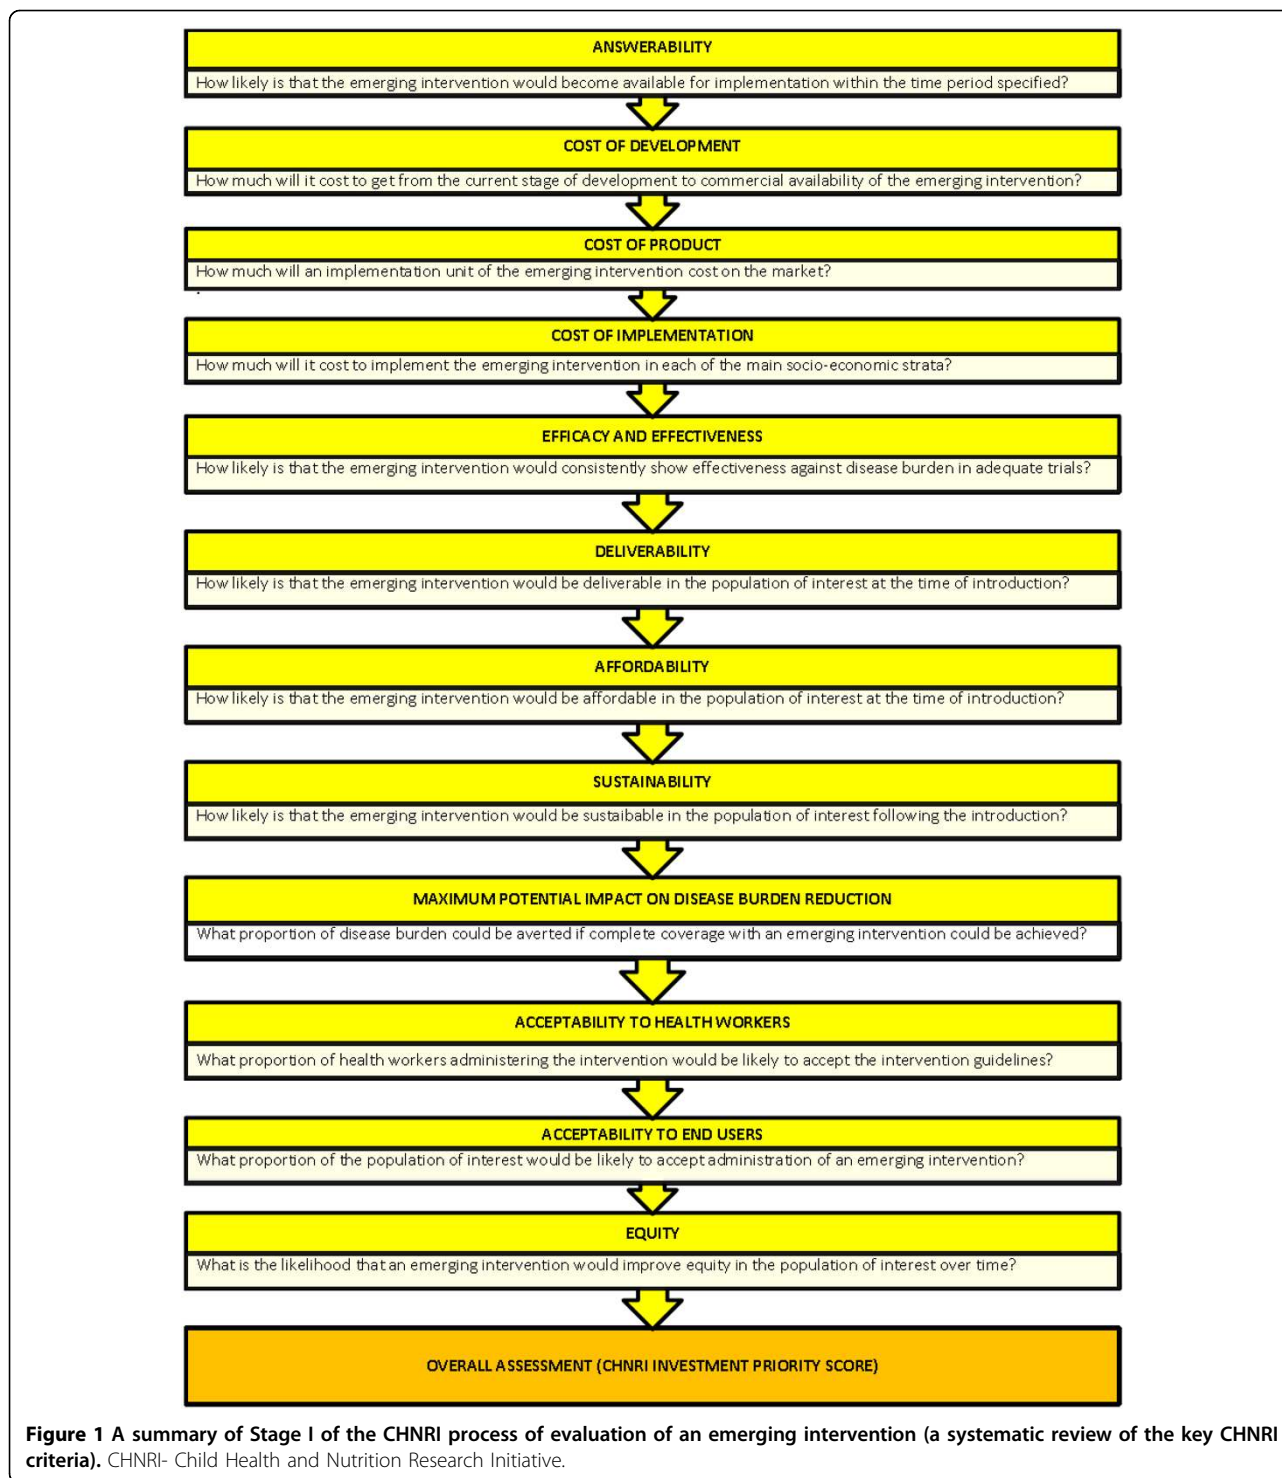 ANSWERABILITY
How likely is that the emerging intervention would become available for implementation within the time period specified?
COST OF DEVELOPMENT
How much will it cost to get from the current stage of development to commercial availability of the emerging intervention?
COST OF PRODUCT
How much will an implementation unit of the emerging intervention cost on the market?
.
COST OF IMPLEMENTATION
How much will it cost to implement the emerging intervention in each of the main socio-economic strata?
EFFICACY AND EFFECTIVENESS
How likely is that the emerging intervention would consistently show effectiveness against disease burden in adequate trials?
DELIVERABILITY
How likely is that the emerging intervention would be deliverable in the population of interest at the time of introduction?
AFFORDABILITY
How likely is that the emerging intervention would be affordable in the population of interest at the time of introduction?
SUSTAINABILITY
How likely is that the emerging intervention would be sustaibable in the population of interest following the introduction?
MAXIMUM POTENTIAL IMPACT ON DISEASE BURDEN REDUCTION
What proportion of disease burden could be averted if complete coverage with an emerging intervention could be achieved?
ACCEPTABILITY TO HEALTH WORKERS
What proportion of health workers administering the intervention would be likely to accept the intervention guidelines?
ACCEPTABILITY TO END USERS
What proportion of the population of interest would be likely to accept administration of an emerging intervention?
EQUITY
What is the likelihood that an emerging intervention would improve equity in the population of interest over time?
OVERALL ASSESSMENT (CHNRI INVESTMENT PRIORITY SCORE)
Figure 1 A summary of Stage I of the CHNRI process of evaluation of an emerging intervention (a systematic review of the key CHNRI
criteria). CHNRI- Child Health and Nutrition Research Initiative.